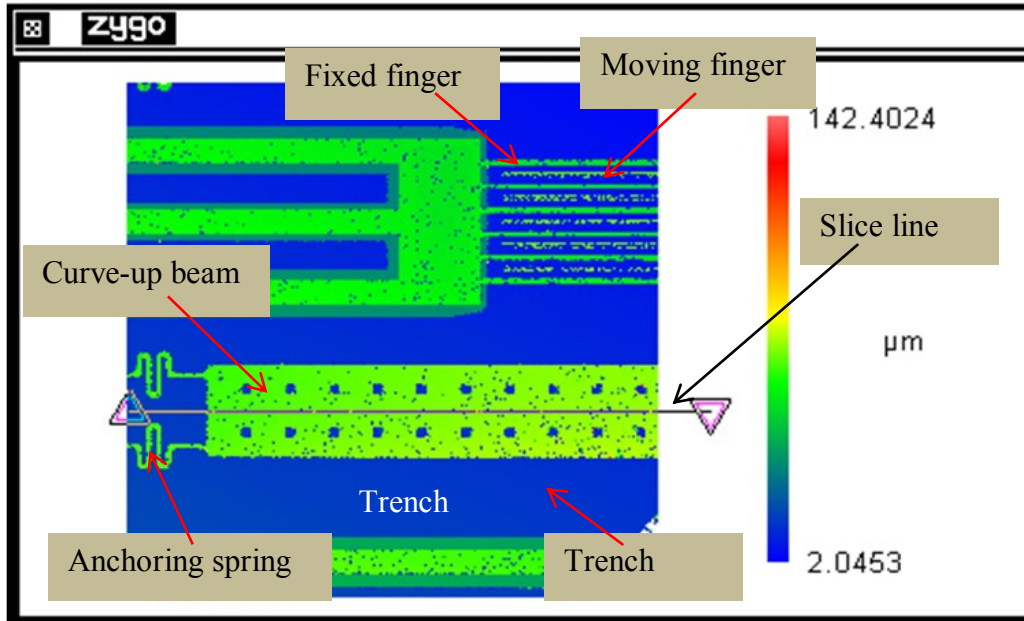 zygo
Fixed finger
Moving finger
142.4024
Slice line
Curve-up beam
µm
Trench
Anchoring spring
Trench
2.0453